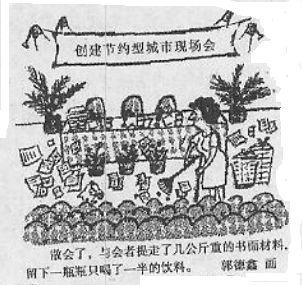 创建节约型城市现场会
散会了，与会者提走了几公斤重的书面材料，
留下一瓶瓶只喝了一半的饮料。 郭德鑫 画